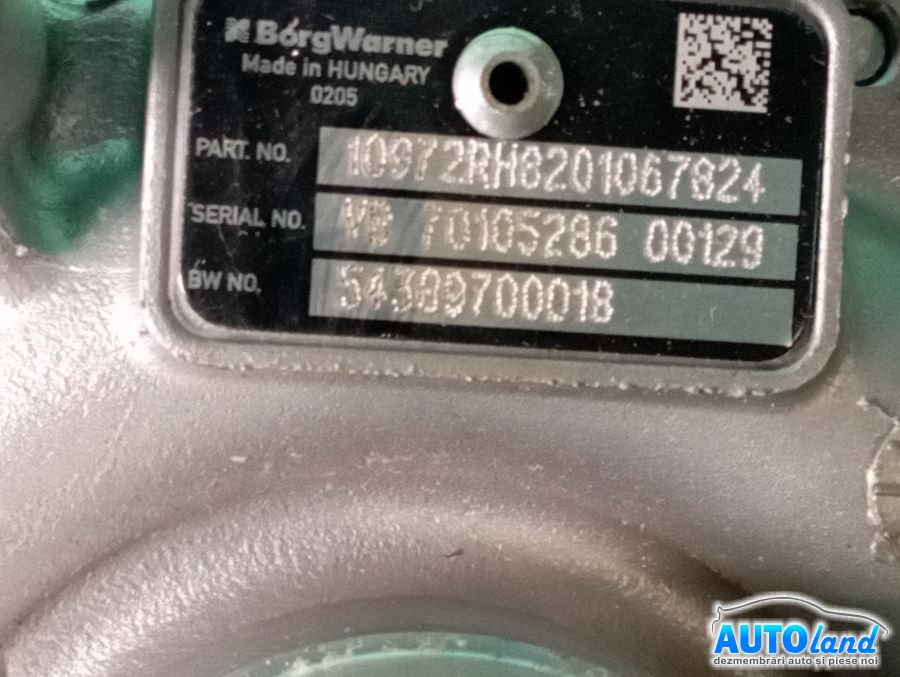 BorgWarner
Made in HUNGARY
0205
PART. NO. 10972RH8201067824
SERIAL NO. VB 70105286 00129
BW NO. 54389700018
AUTOland
dezmembrări auto și piese noi